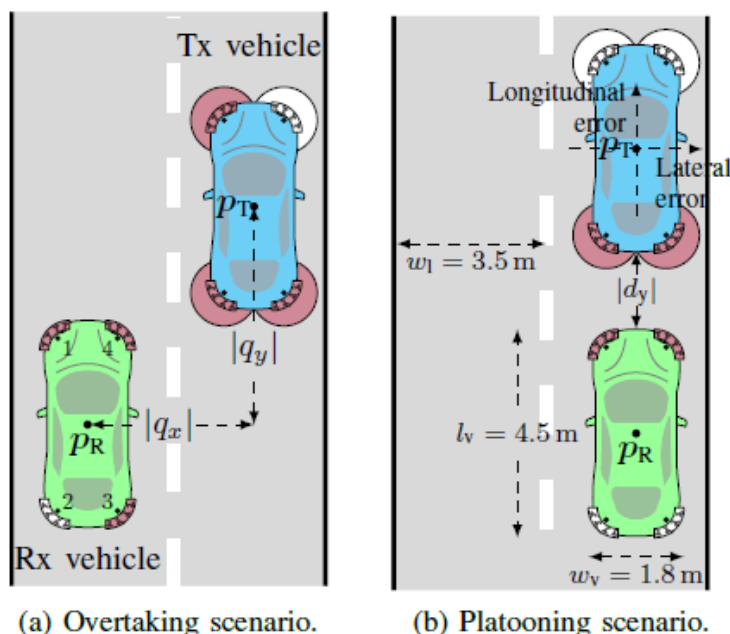 Tx vehicle
p_T
|q_y|
1 4
|q_x|
p_R
2 3
Rx vehicle
(a) Overtaking scenario.
Longitudinal
error
p_T
Lateral
error
w_l = 3.5 m
|d_y|
l_v = 4.5 m
p_R
w_v = 1.8 m
(b) Platooning scenario.